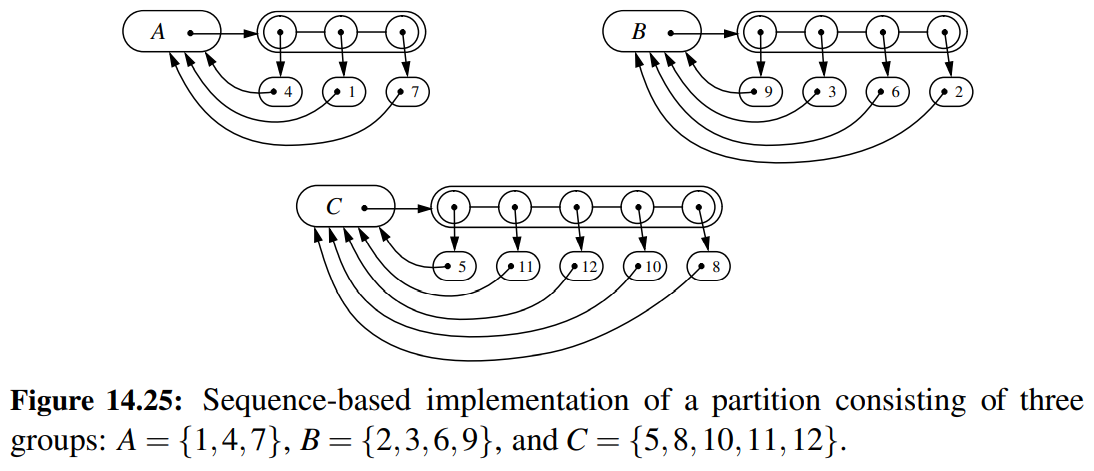 A
B
4 1 7
9 3 6 2
C
5 11 12 10 8
Figure 14.25: Sequence-based implementation of a partition consisting of three
groups: A = {1,4,7}, B = {2,3,6,9}, and C = {5,8,10,11,12}.